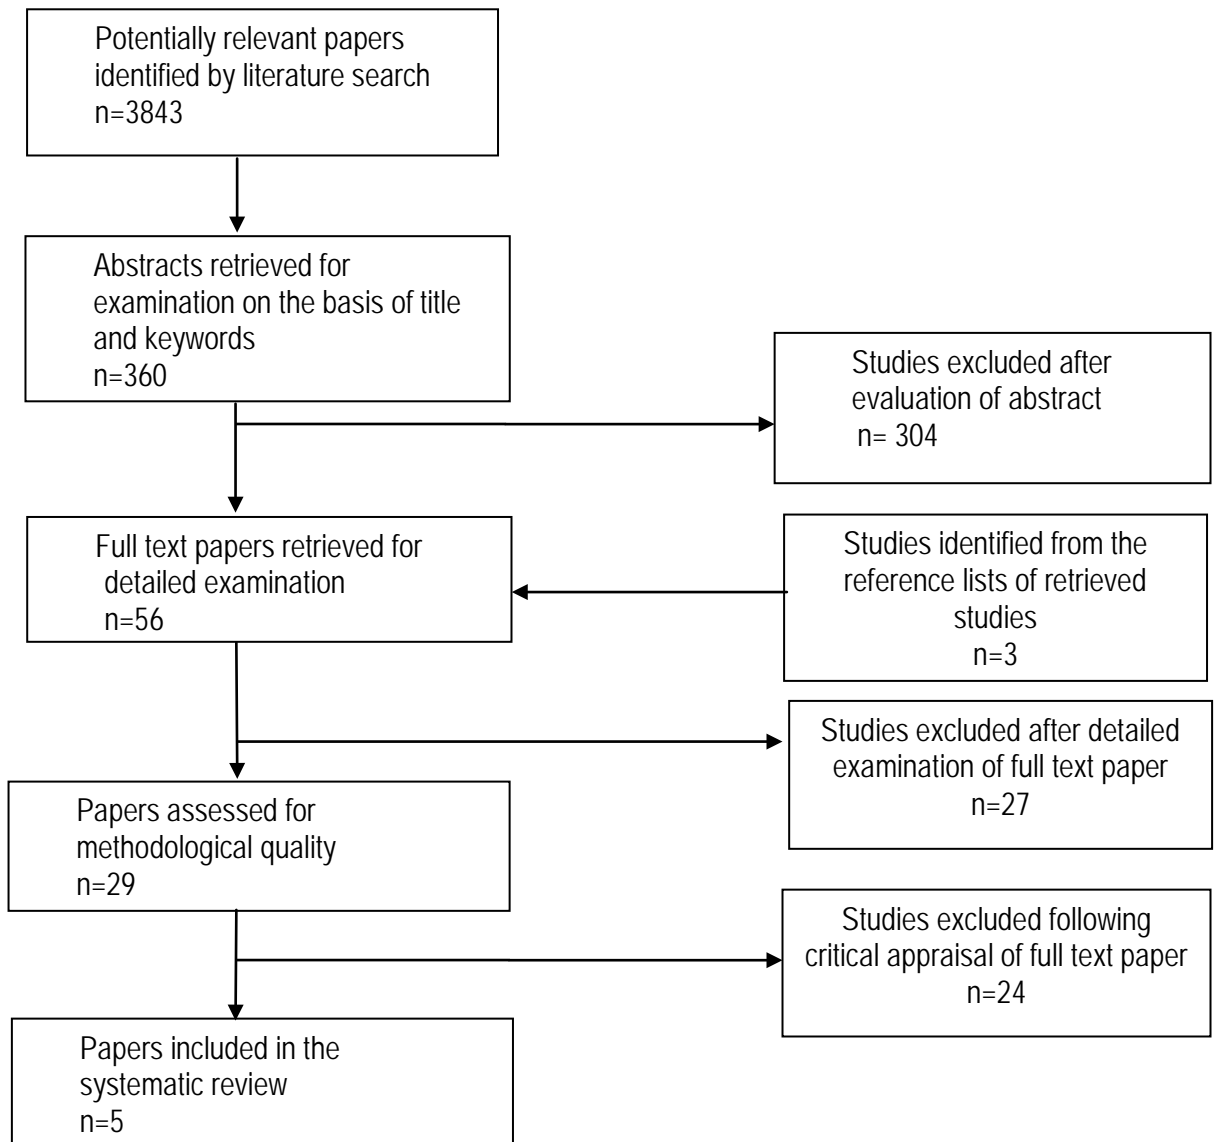 Potentially relevant papers
identified by literature search
n=3843
Abstracts retrieved for
examination on the basis of title
and keywords
n=360
Studies excluded after
evaluation of abstract
n= 304
Full text papers retrieved for
detailed examination
n=56
Studies identified from the
reference lists of retrieved
studies
n=3
Studies excluded after detailed
examination of full text paper
n=27
Papers assessed for
methodological quality
n=29
Studies excluded following
critical appraisal of full text paper
n=24
Papers included in the
systematic review
n=5